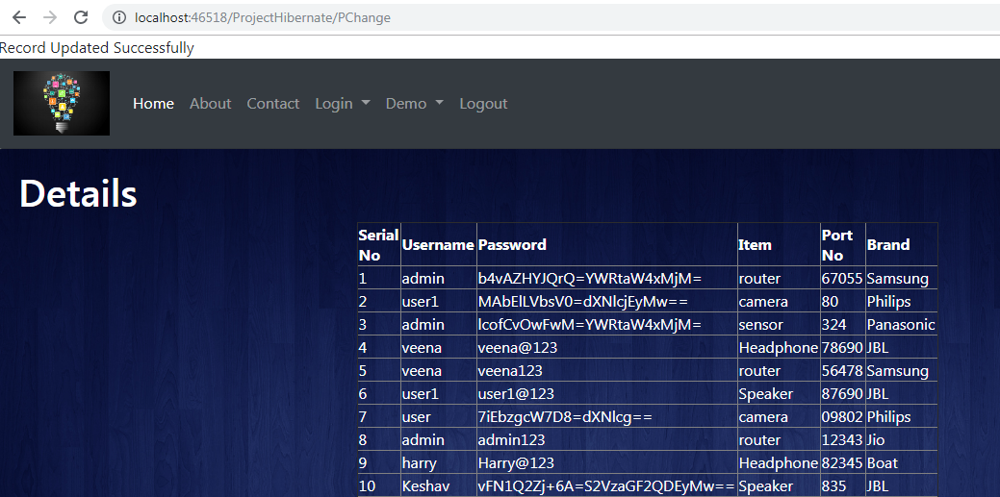 localhost:46518/ProjectHibernate/PChange
Record Updated Successfully
Home About Contact Login Demo Logout
Details
Serial No Username Password Item Port No Brand
1 admin b4vAZHYJQrQ=YWRtaW4xMjM= router 67055 Samsung
2 user1 MAbElLVbsV0=dXNlcjEyMw== camera 80 Philips
3 admin IcofCvOwFwM=YWRtaW4xMjM= sensor 324 Panasonic
4 veena veena@123 Headphone 78690 JBL
5 veena veena123 router 56478 Samsung
6 user1 user1@123 Speaker 87690 JBL
7 user 7iEbzgcW7D8=dXNlcg== camera 09802 Philips
8 admin admin123 router 12343 Jio
9 harry Harry@123 Headphone 82345 Boat
10 Keshav vFN1Q2Zj+6A=S2VzaGF2QDEyMw== Speaker 835 JBL